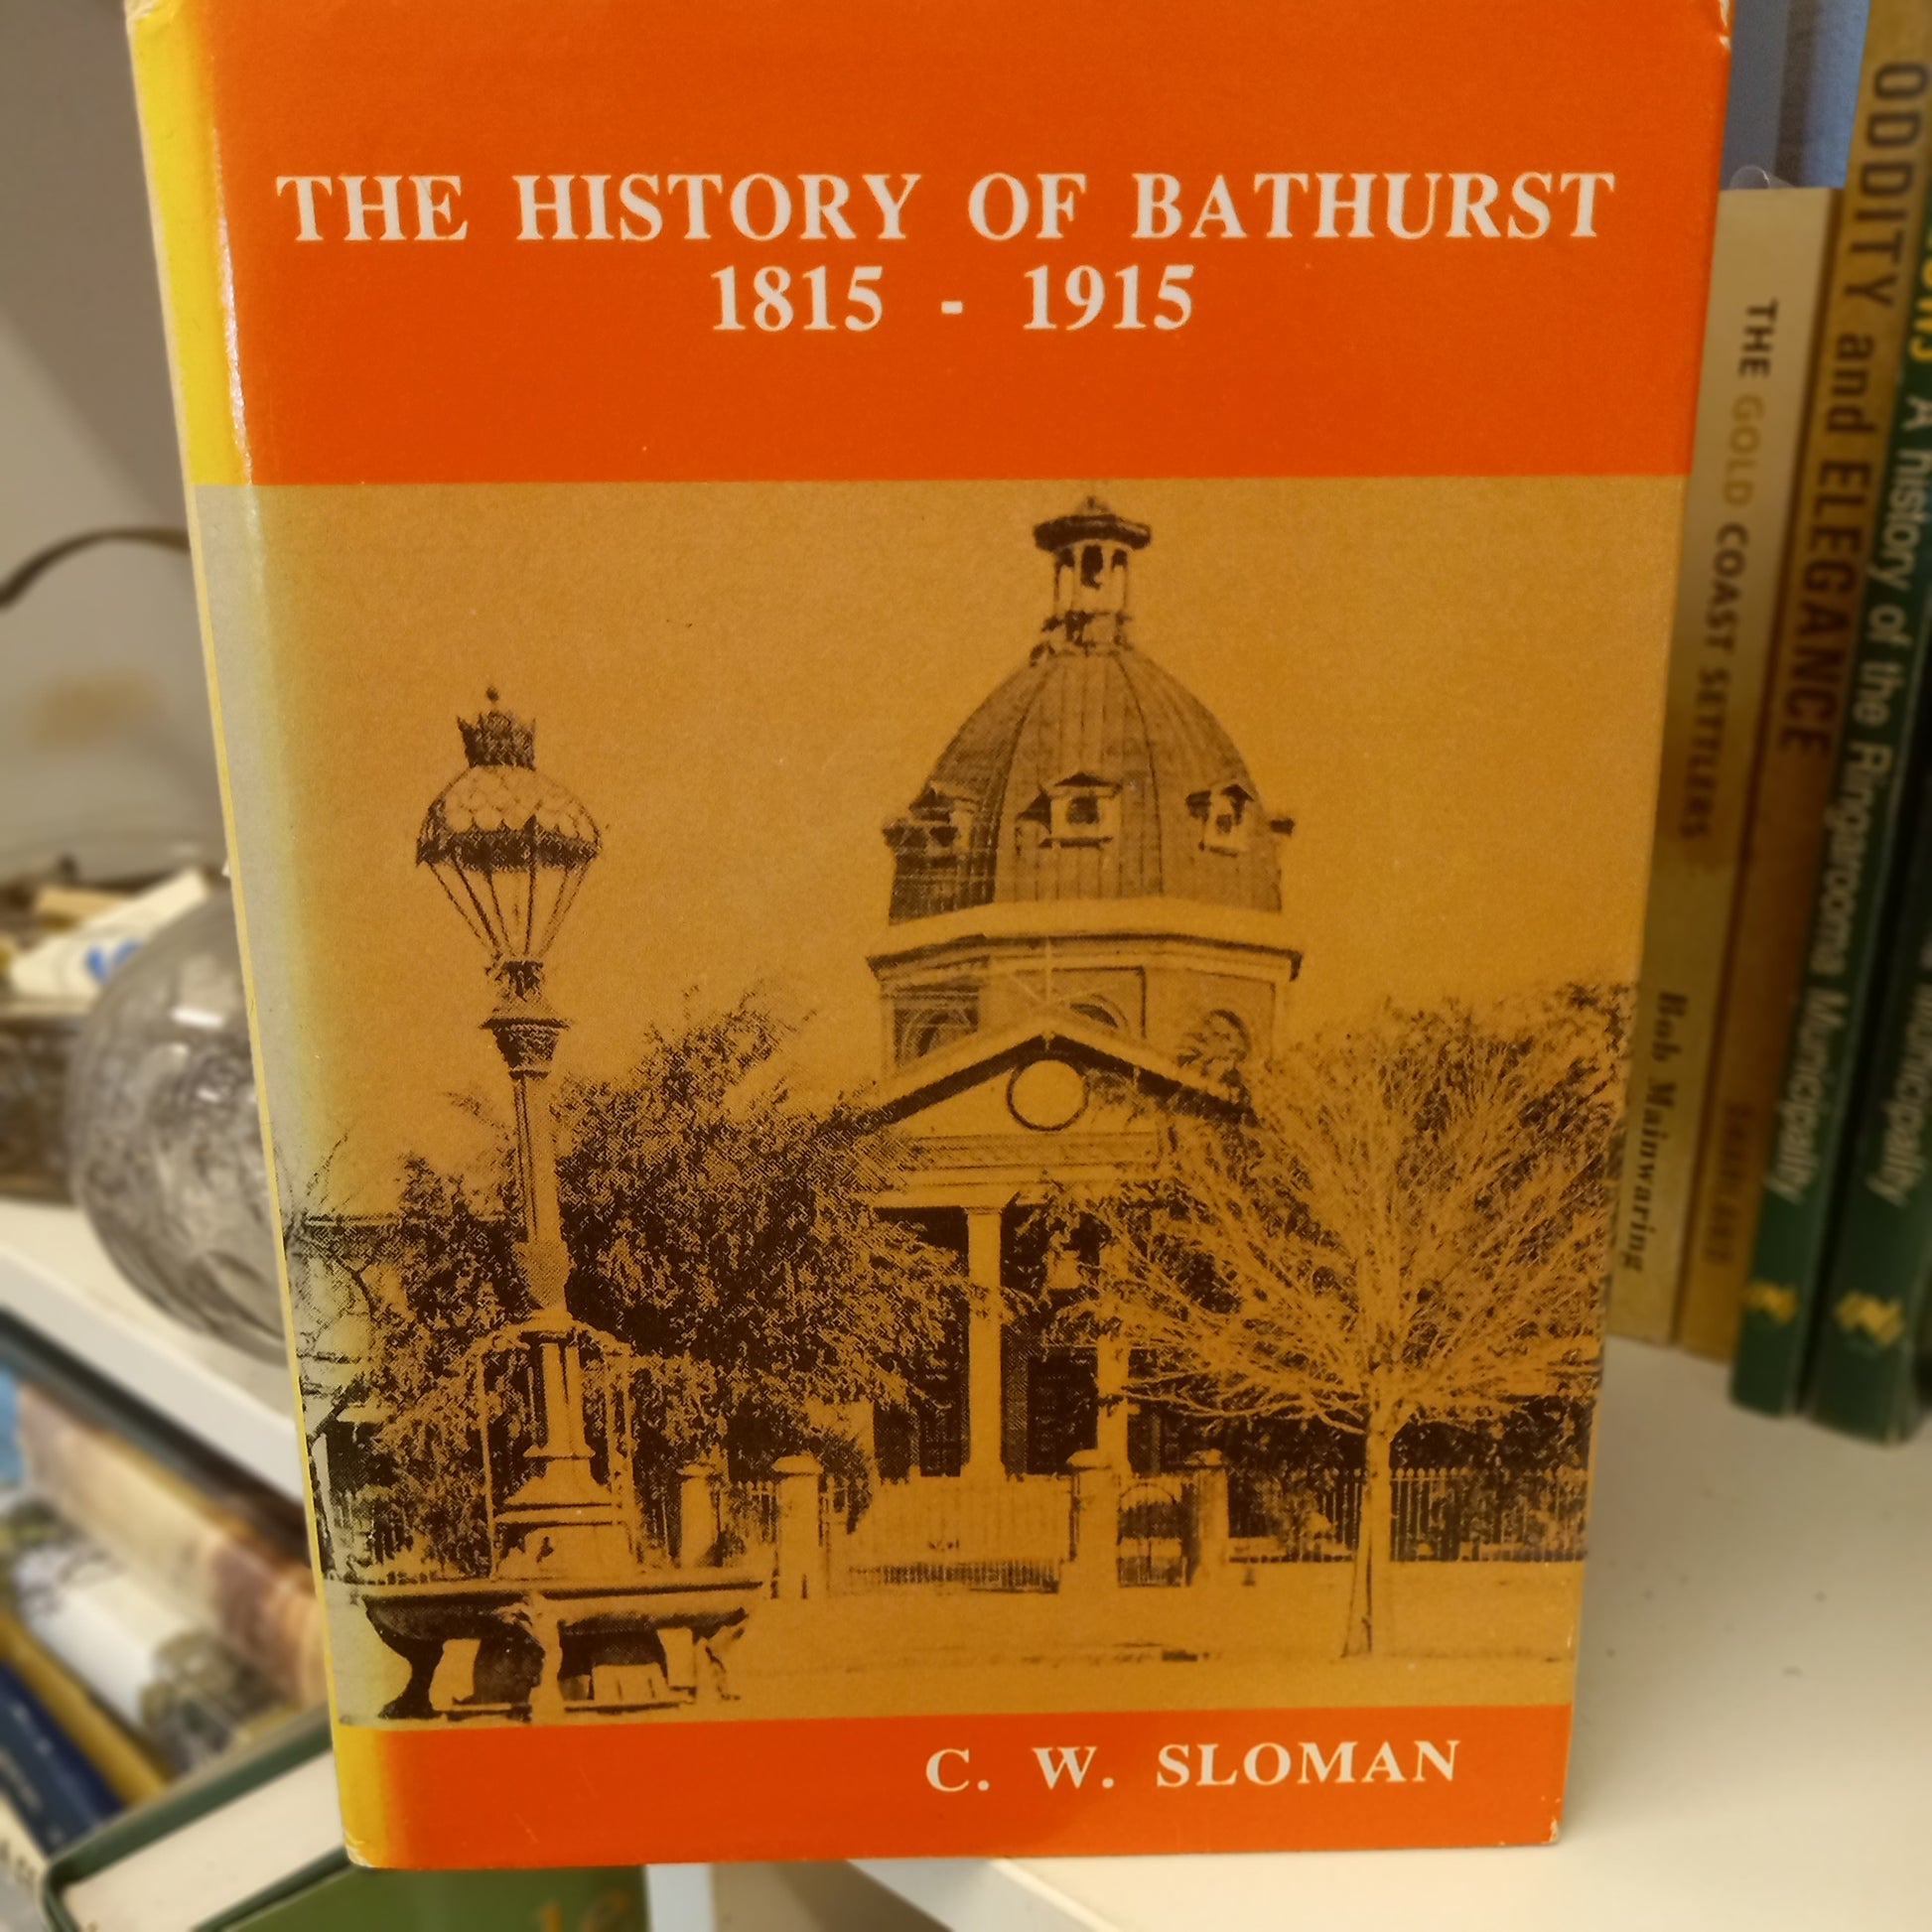 THE HISTORY OF BATHURST
1815 - 1915
C. W. SLOMAN
THE GOLD COAST SETTLERS
Bob Mainwaring
ODDITY and ELEGANCE
A history of the Ringarooma Municipality
Municipality